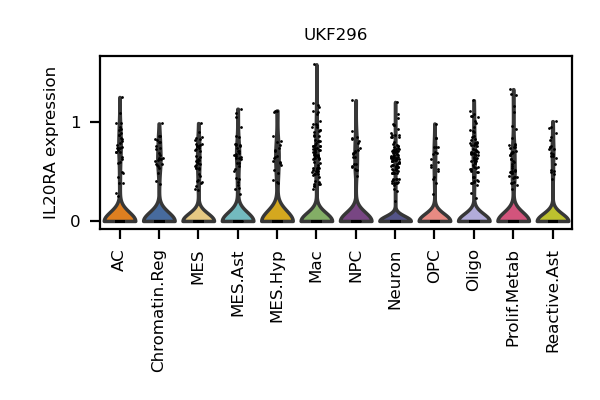 UKF296
IL20RA expression
1
0
AC
Chromatin.Reg
MES
MES.Ast
MES.Hyp
Mac
NPC
Neuron
OPC
Oligo
Prolif.Metab
Reactive.Ast